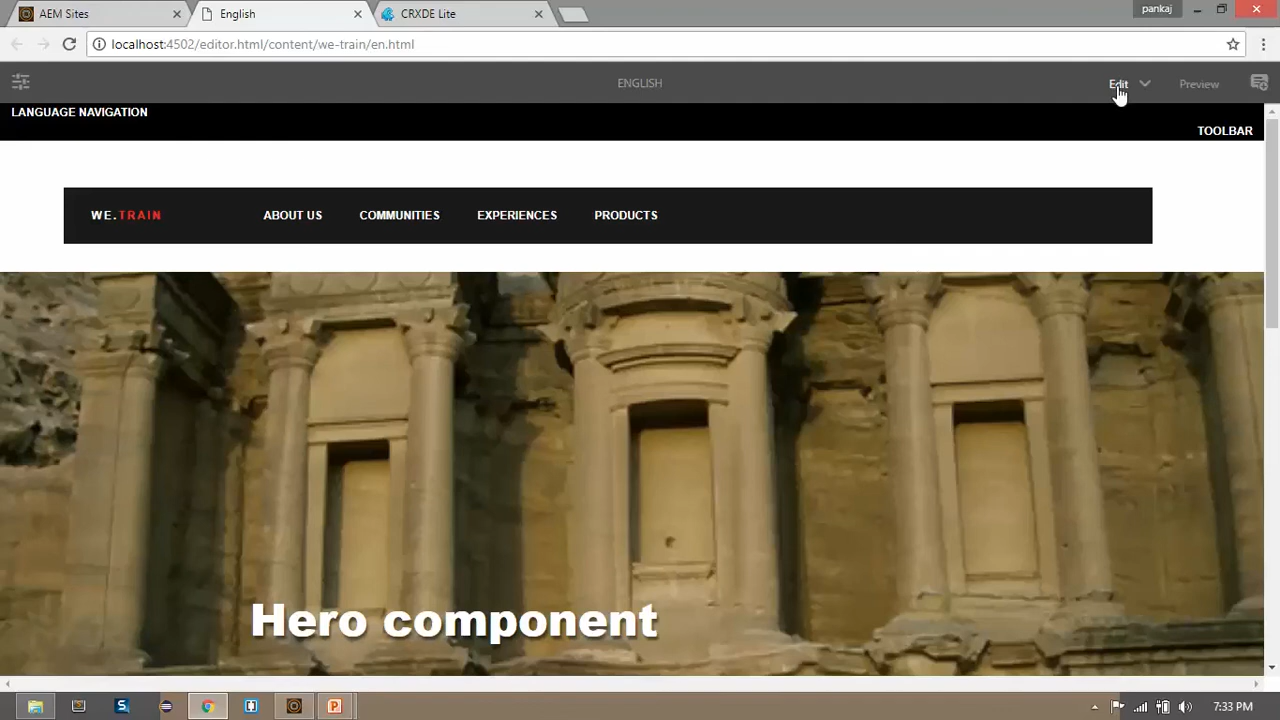 AEM Sites
English
CRXDE Lite
pankaj
localhost:4502/editor.html/content/we-train/en.html
ENGLISH
Edit
Preview
LANGUAGE NAVIGATION
TOOLBAR
WE.TRAIN
ABOUT US
COMMUNITIES
EXPERIENCES
PRODUCTS
Hero component
7:33 PM